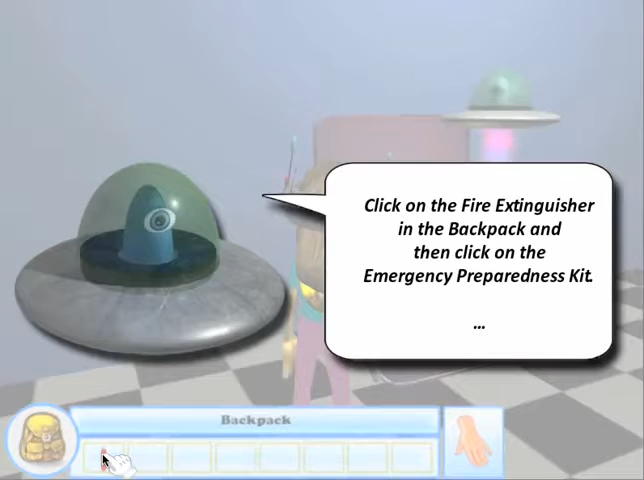 Click on the Fire Extinguisher
in the Backpack and
then click on the
Emergency Preparedness Kit.
...
Backpack